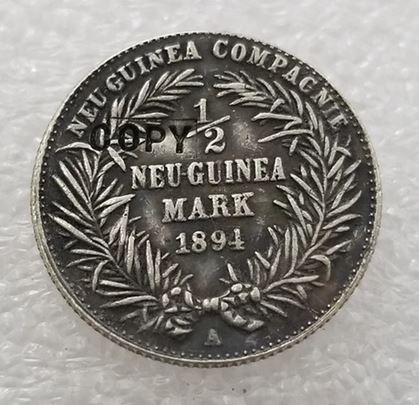 NEU GUINEA COMPAGNIE
1/2
COPY
NEU GUINEA
MARK
1894
A